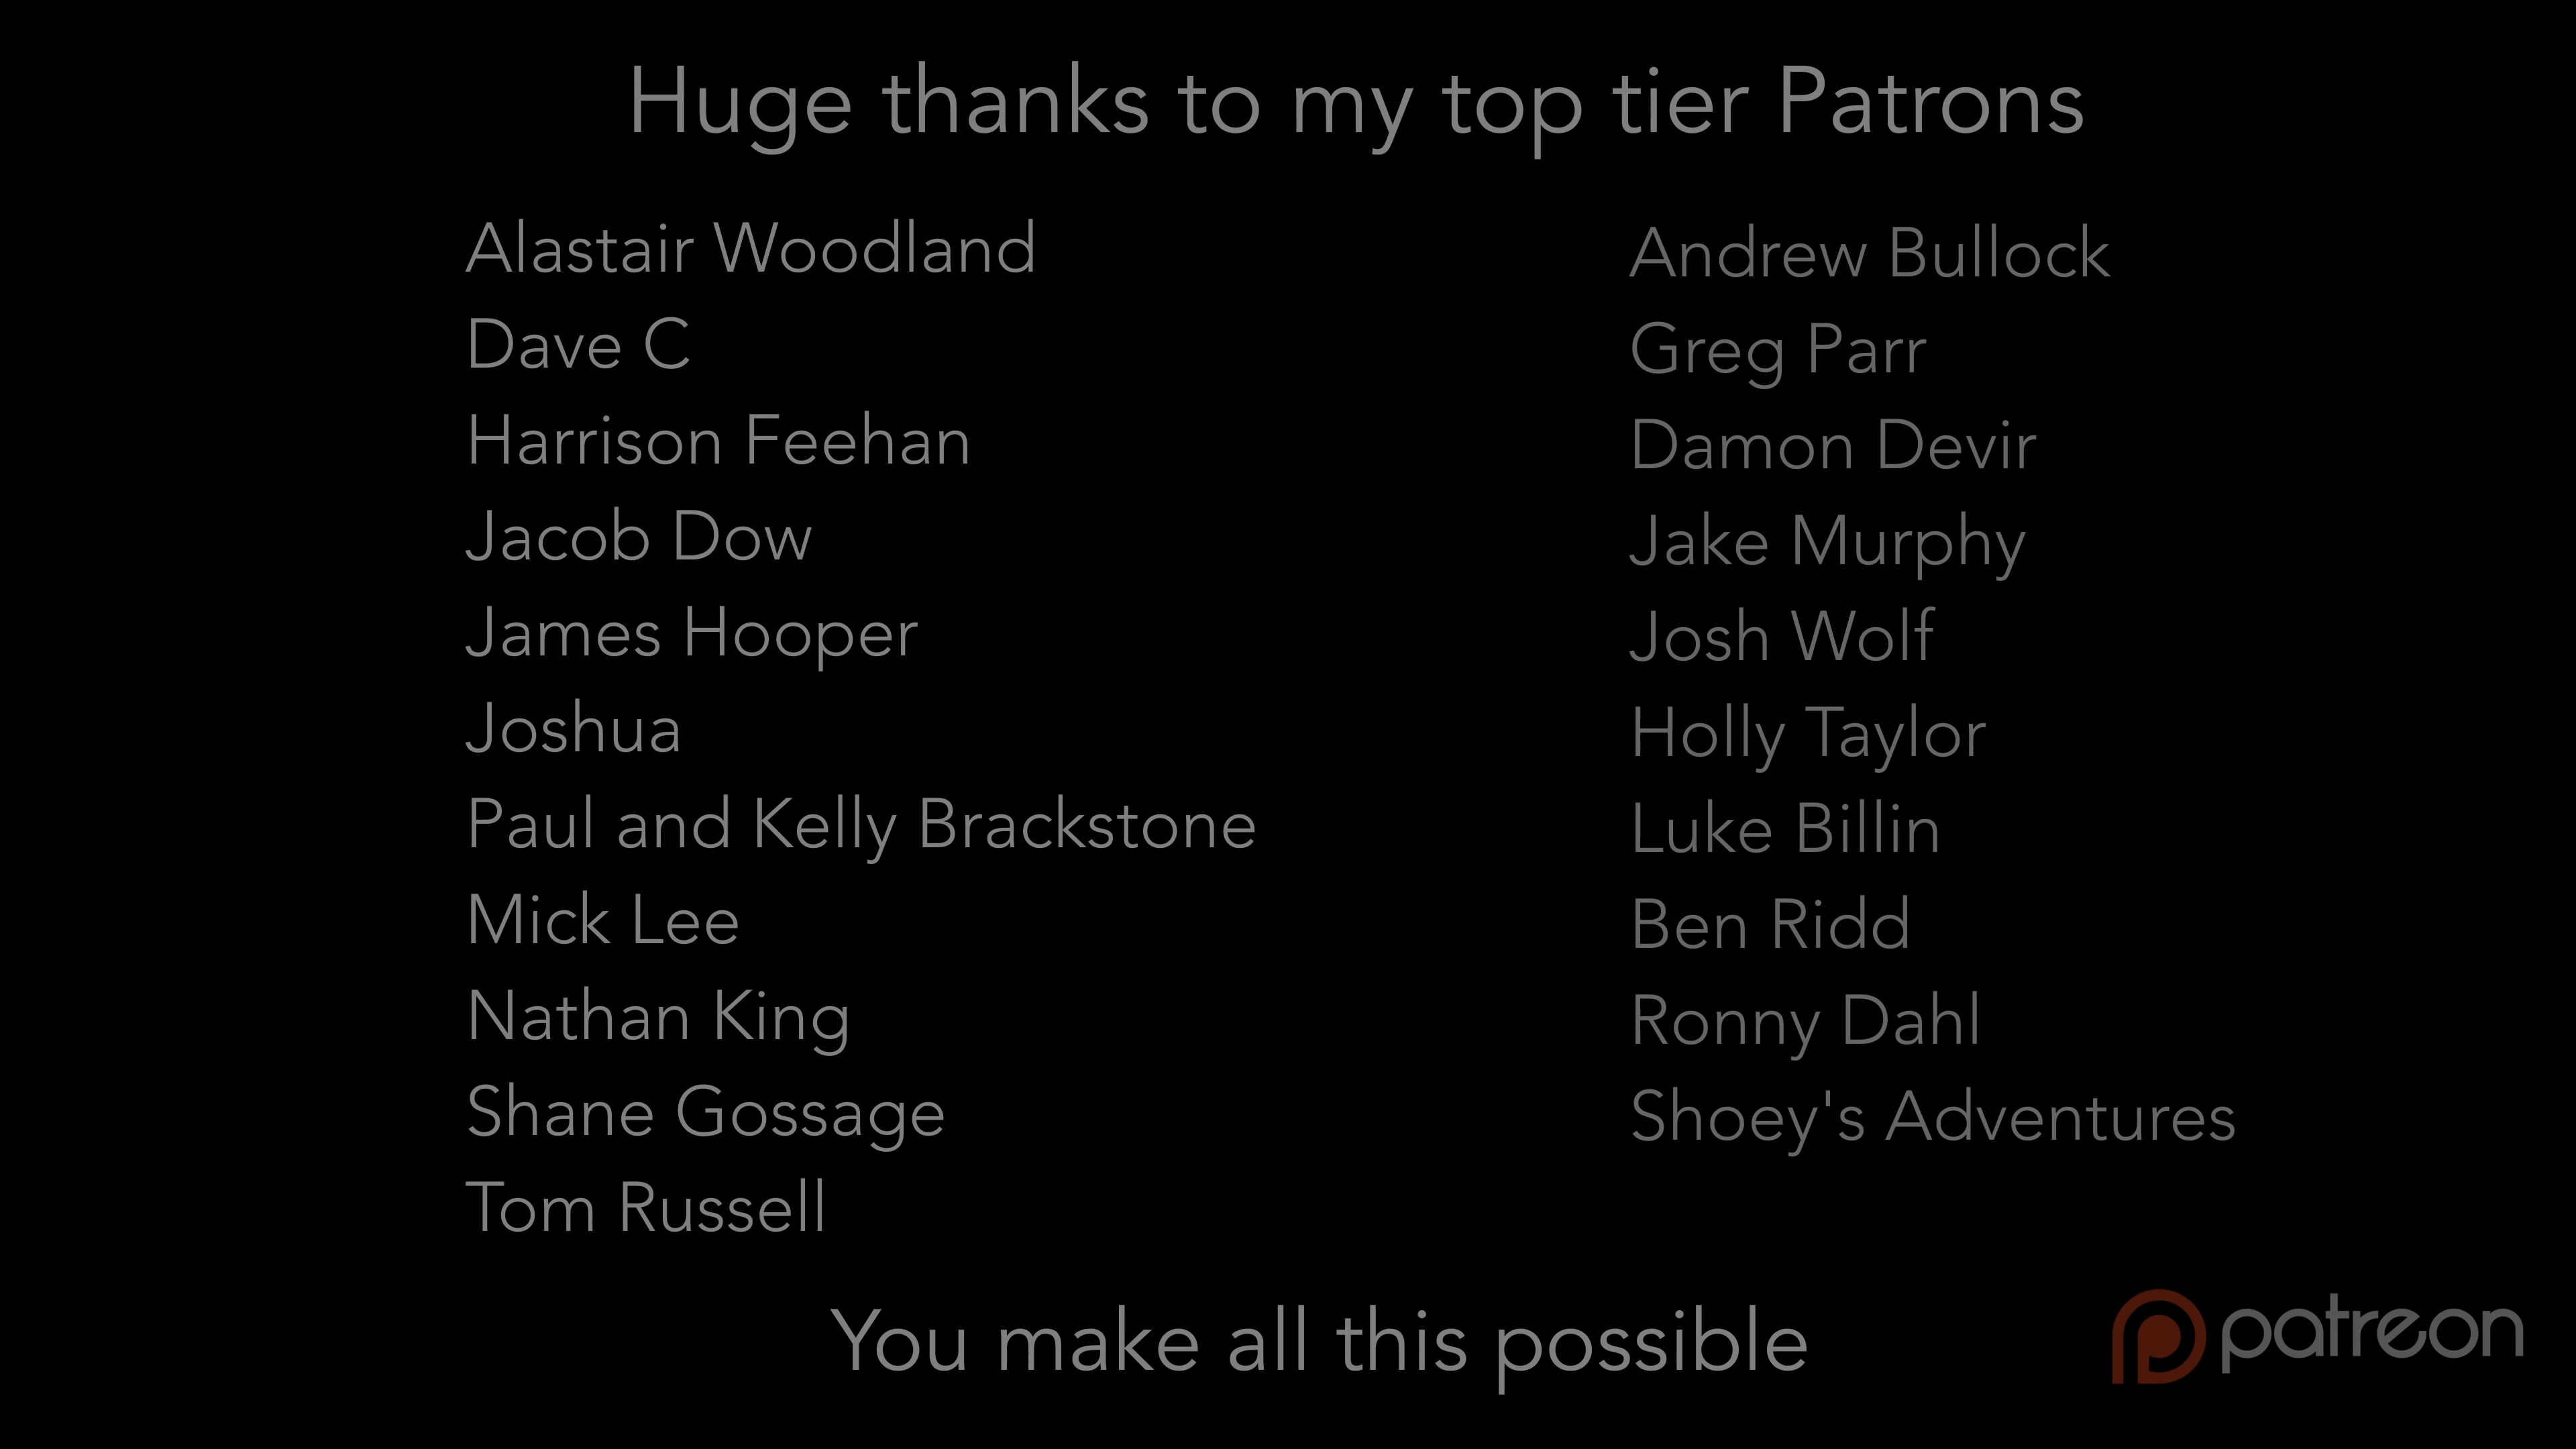 Huge thanks to my top tier Patrons
Alastair Woodland
Dave C
Harrison Feehan
Jacob Dow
James Hooper
Joshua
Paul and Kelly Brackstone
Mick Lee
Nathan King
Shane Gossage
Tom Russell
Andrew Bullock
Greg Parr
Damon Devir
Jake Murphy
Josh Wolf
Holly Taylor
Luke Billin
Ben Ridd
Ronny Dahl
Shoey's Adventures
You make all this possible
patreon